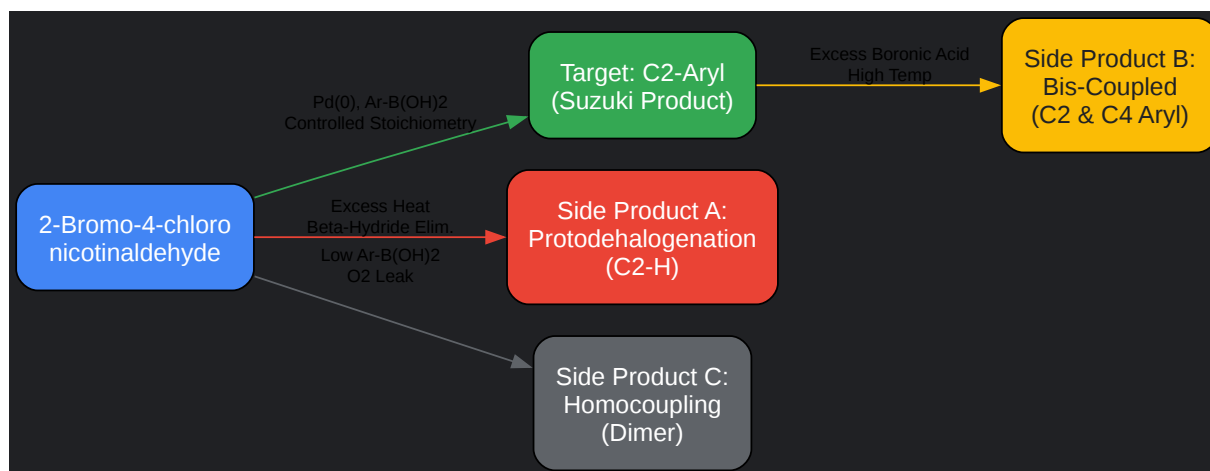 2-Bromo-4-chloro
nicotinaldehyde
Pd(0), Ar-B(OH)2
Controlled Stoichiometry
Target: C2-Aryl
(Suzuki Product)
Excess Boronic Acid
High Temp
Side Product B:
Bis-Coupled
(C2 & C4 Aryl)
Excess Heat
Beta-Hydride Elim.
Side Product A:
Protodehalogenation
(C2-H)
Low Ar-B(OH)2
O2 Leak
Side Product C:
Homocoupling
(Dimer)